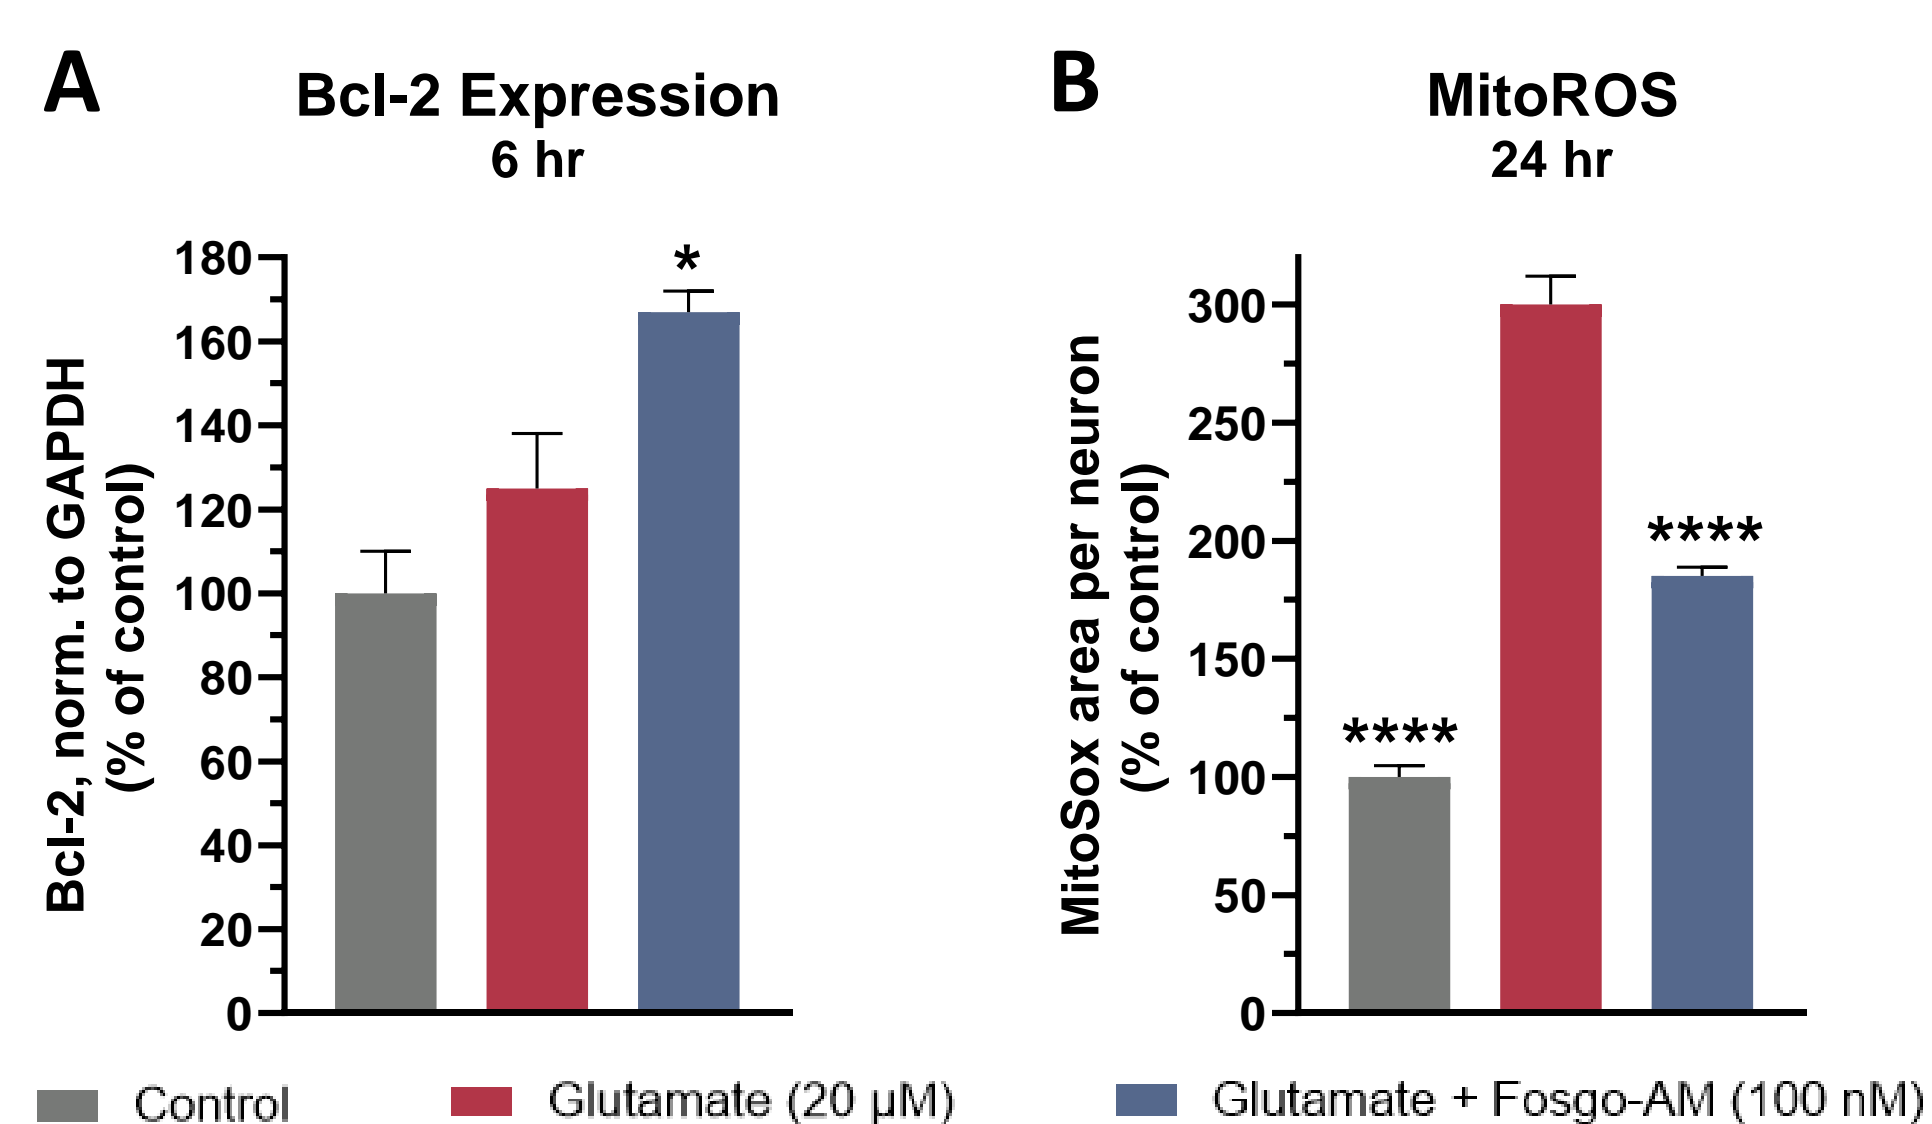 A
Bcl-2 Expression
6 hr
Bcl-2, norm. to GAPDH
(% of control)
180
160
140
120
100
80
60
40
20
0
*
B
MitoROS
24 hr
MitoSox area per neuron
(% of control)
300
250
200
150
100
50
0
****
****
Control
Glutamate (20 µM)
Glutamate + Fosgo-AM (100 nM)